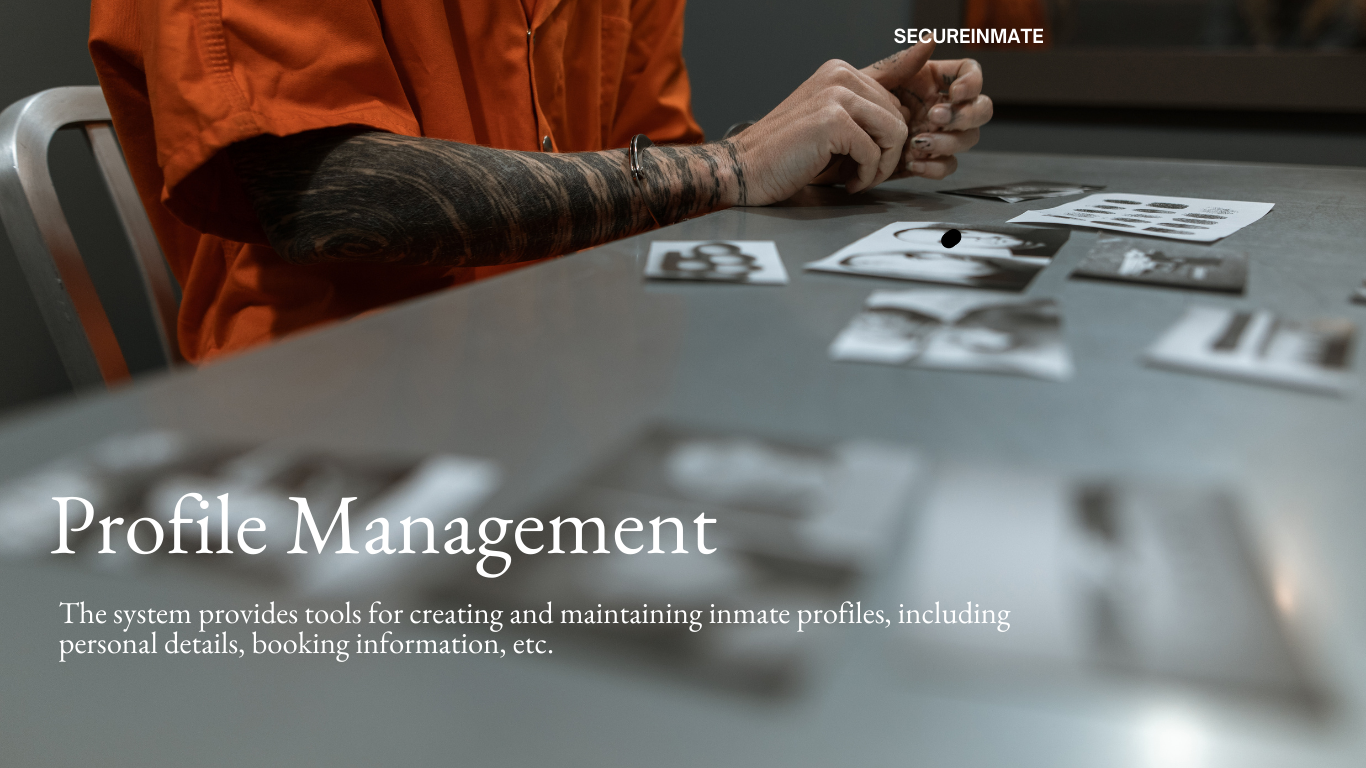 SECUREINMATE
Profile Management
The system provides tools for creating and maintaining inmate profiles, including
personal details, booking information, etc.